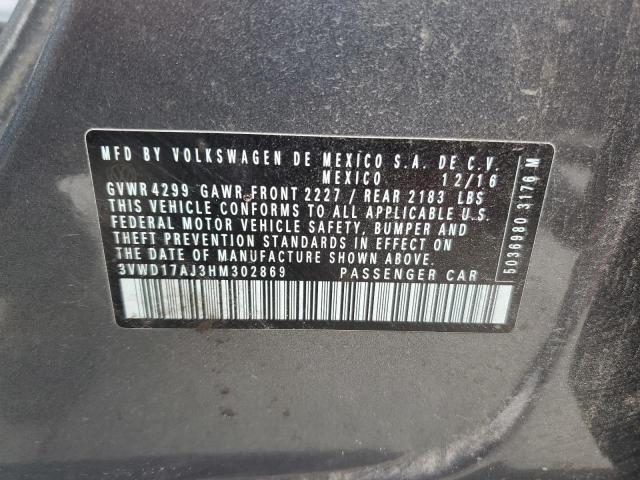 MFD BY VOLKSWAGEN DE MEXICO S.A. DE C.V.
MEXICO 12/16
GVWR 4299 GAWR FRONT 2227 / REAR 2183 LBS
THIS VEHICLE CONFORMS TO ALL APPLICABLE U.S.
FEDERAL MOTOR VEHICLE SAFETY, BUMPER AND
THEFT PREVENTION STANDARDS IN EFFECT ON
THE DATE OF MANUFACTURE SHOWN ABOVE.
3VWD17AJ3HM302869 PASSENGER CAR
5036980 3176 M